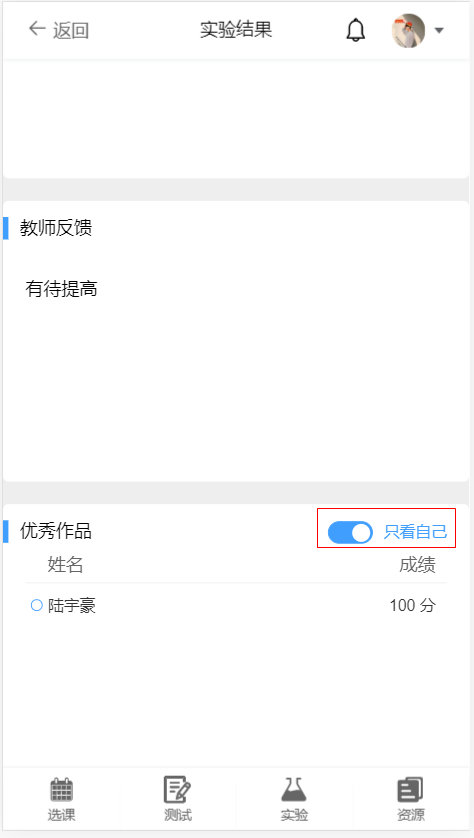 返回 实验结果
教师反馈
有待提高
优秀作品 只看自己
姓名 成绩
陆宇豪 100 分
选课 测试 实验 资源